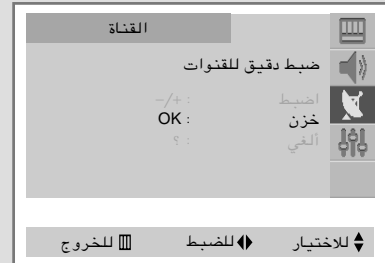 القناة
ضبط دقيق للقنوات
اضبط : +/−
خزن : OK
ألغي : ؟
للاختيار للضبط للخروج